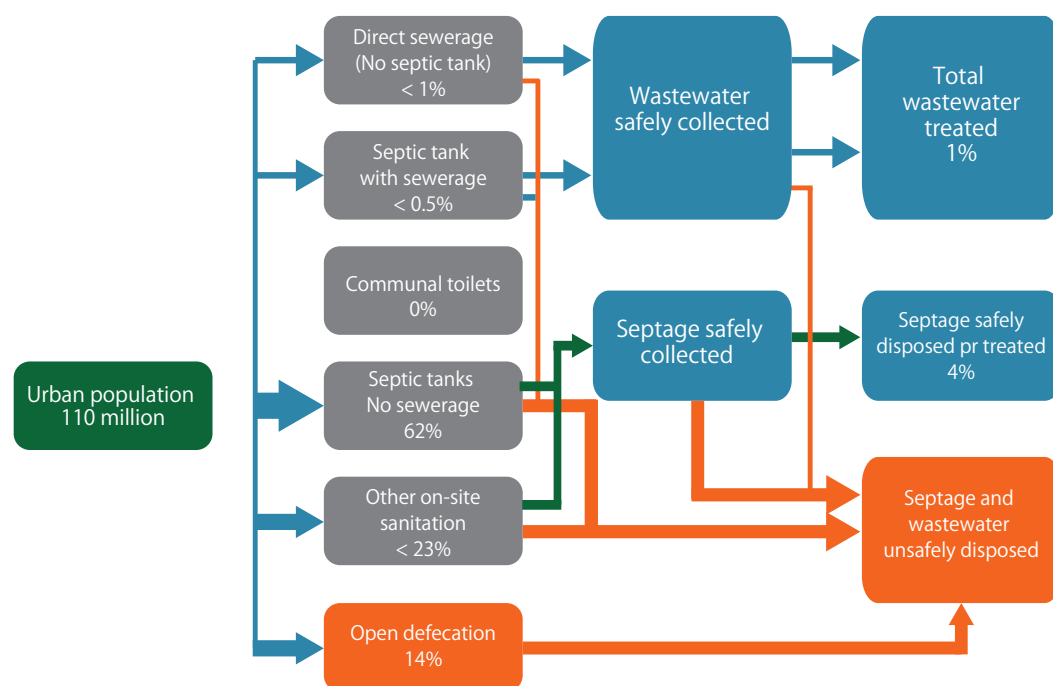 Direct sewerage
(No septic tank)
< 1%
Wastewater
safely collected
Total
wastewater
treated
1%
Septic tank
with sewerage
< 0.5%
Communal toilets
0%
Septage safely
collected
Septage safely
disposed pr treated
4%
Urban population
110 million
Septic tanks
No sewerage
62%
Other on-site
sanitation
< 23%
Septage and
wastewater
unsafely disposed
Open defecation
14%